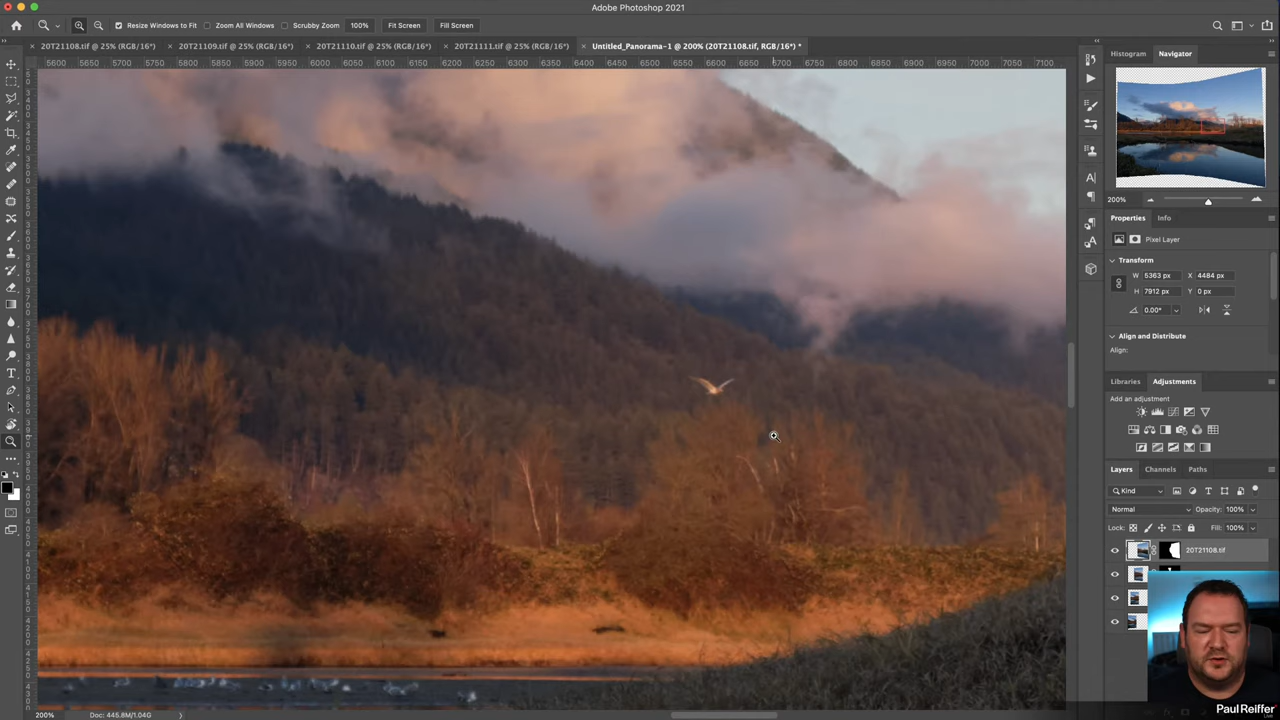 Adobe Photoshop 2021
Resize Windows to Fit Zoom All Windows Scrubby Zoom 100% Fit Screen Fill Screen
20T21108.tif @ 25% (RGB/16*) 20T21109.tif @ 25% (RGB/16*) 20T21110.tif @ 25% (RGB/16*) 20T21111.tif @ 25% (RGB/16*) Untitled_Panorama-1 @ 200% (20T21108.tif, RGB/16*) *
5600 5650 5700 5750 5800 5850 5900 5950 6000 6050 6100 6150 6200 6250 6300 6350 6400 6450 6500 6550 6600 6650 6700 6750 6800 6850 6900 6950 7000 7050 7100
Histogram Navigator
200%
Properties Info
Pixel Layer
Transform
W 5363 px X 4484 px
H 7912 px Y 0 px
0.00°
Align and Distribute
Align:
Libraries Adjustments
Add an adjustment
Layers Channels Paths
Kind
Normal Opacity: 100%
Lock: Fill: 100%
20T21108.tif
Paul Reiffer
200% Doc: 445.8M/1.04G